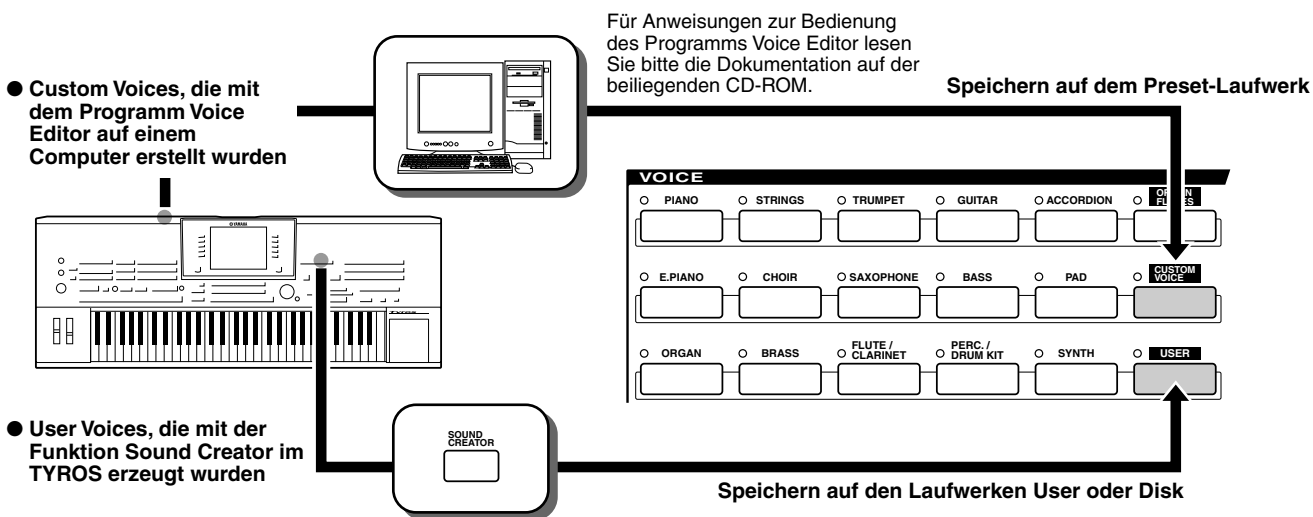 Für Anweisungen zur Bedienung
des Programms Voice Editor lesen
Sie bitte die Dokumentation auf der
beiliegenden CD-ROM.
Speichern auf dem Preset-Laufwerk
● Custom Voices, die mit
dem Programm Voice
Editor auf einem
Computer erstellt wurden
YAMAHA
TYROS
VOICE
PIANO STRINGS TRUMPET GUITAR ACCORDION
E.PIANO CHOIR SAXOPHONE BASS PAD CUSTOM VOICE
ORGAN BRASS FLUTE / CLARINET PERC. / DRUM KIT SYNTH USER
● User Voices, die mit der
Funktion Sound Creator im
TYROS erzeugt wurden
SOUND
CREATOR
Speichern auf den Laufwerken User oder Disk